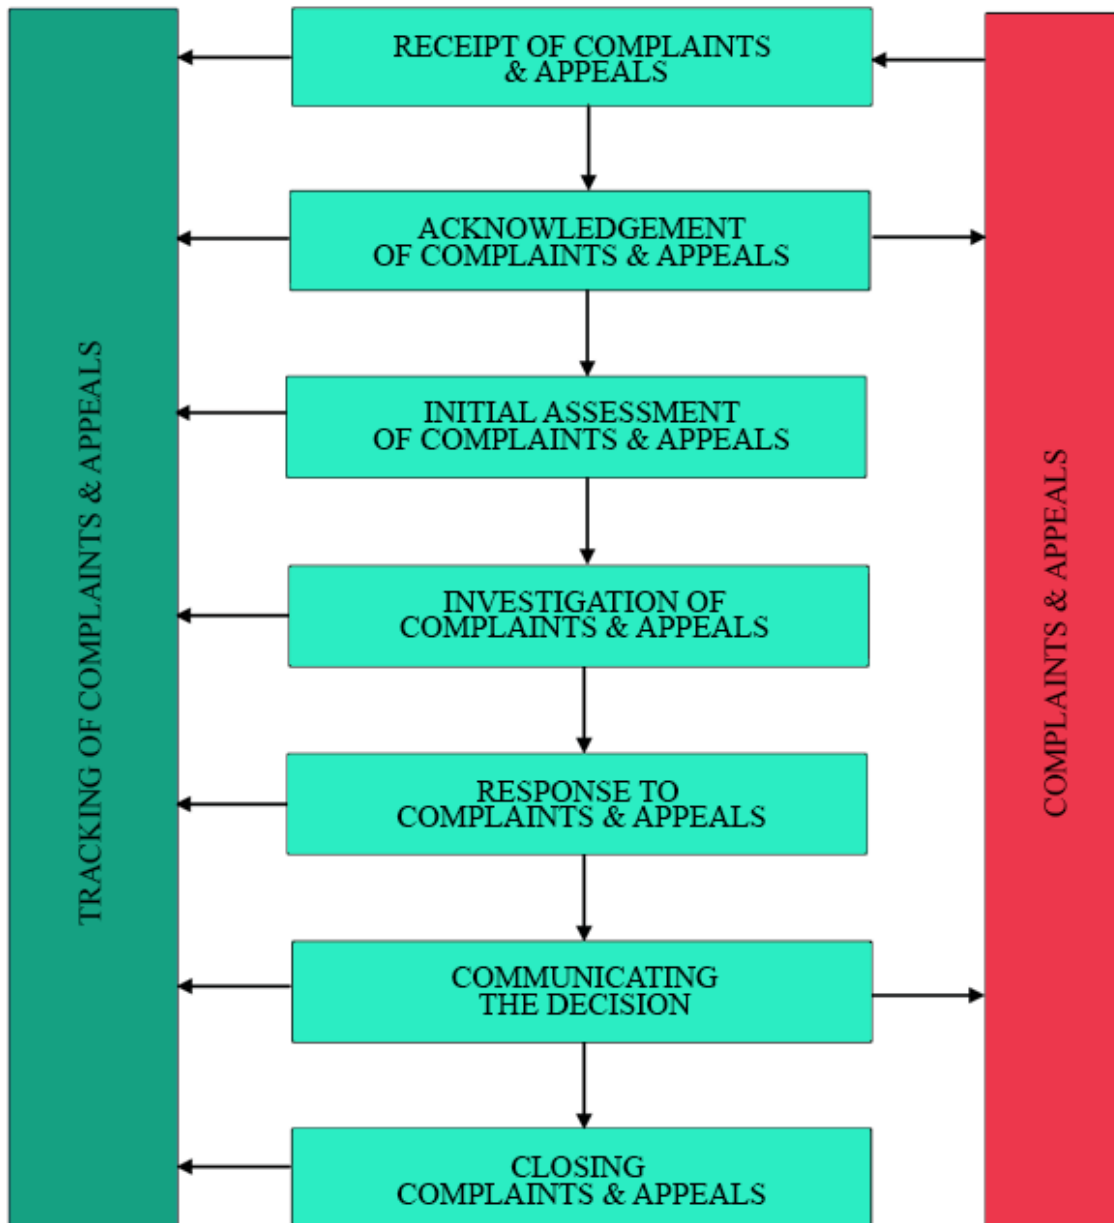 RECEIPT OF COMPLAINTS
& APPEALS
ACKNOWLEDGEMENT
OF COMPLAINTS & APPEALS
INITIAL ASSESSMENT
OF COMPLAINTS & APPEALS
INVESTIGATION OF
COMPLAINTS & APPEALS
RESPONSE TO
COMPLAINTS & APPEALS
COMMUNICATING
THE DECISION
CLOSING
COMPLAINTS & APPEALS
TRACKING OF COMPLAINTS & APPEALS
COMPLAINTS & APPEALS